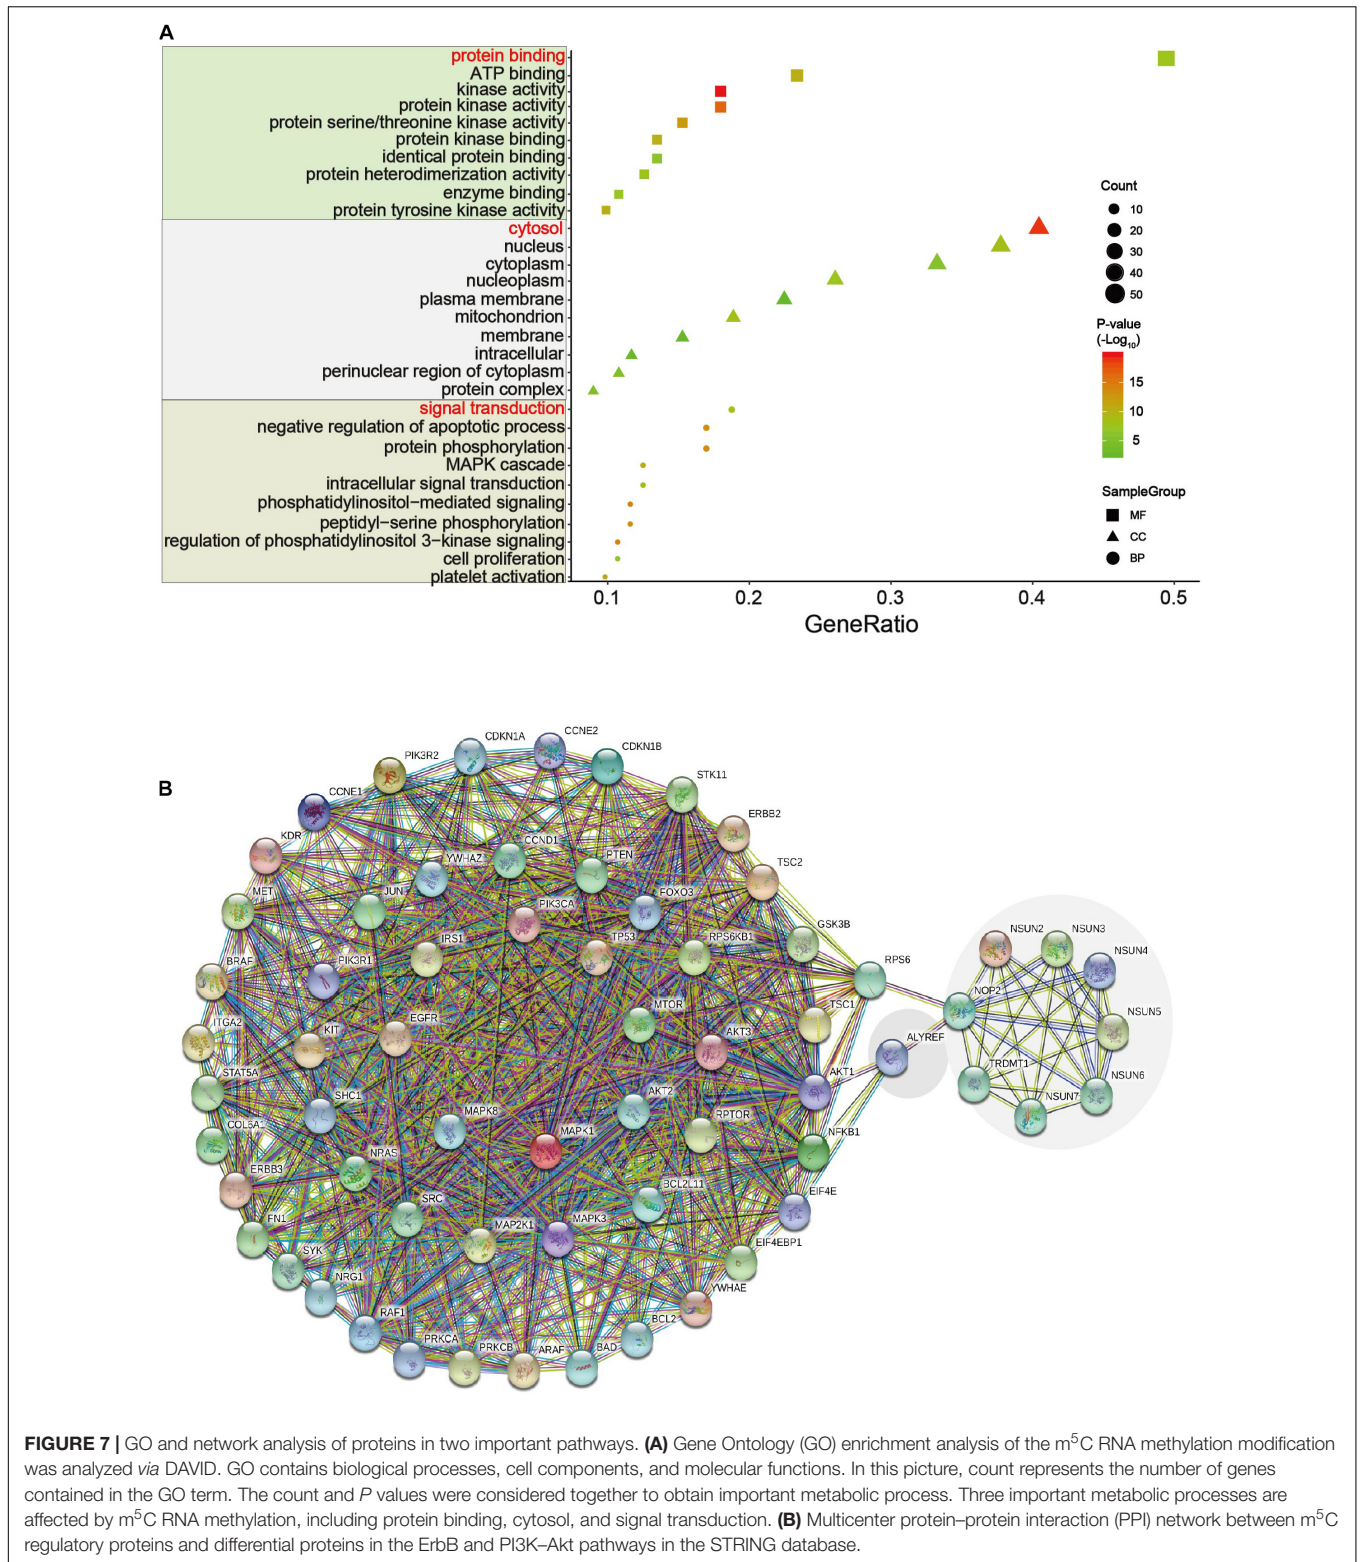 A
protein binding
ATP binding
kinase activity
protein kinase activity
protein serine/threonine kinase activity
protein kinase binding
identical protein binding
protein heterodimerization activity
enzyme binding
protein tyrosine kinase activity
cytosol
nucleus
cytoplasm
nucleoplasm
plasma membrane
mitochondrion
membrane
intracellular
perinuclear region of cytoplasm
protein complex
signal transduction
negative regulation of apoptotic process
protein phosphorylation
MAPK cascade
intracellular signal transduction
phosphatidylinositol−mediated signaling
peptidyl−serine phosphorylation
regulation of phosphatidylinositol 3−kinase signaling
cell proliferation
platelet activation
0.1 0.2 0.3 0.4 0.5
GeneRatio
Count
10
20
30
40
50
P-value
(-Log10)
15
10
5
SampleGroup
MF
CC
BP
B
CDKN1A
CCNE2
CDKN1B
PIK3R2
STK11
CCNE1
ERBB2
KDR
YWHAZ
CCND1
PTEN
TSC2
MET
JUN
PIK3CA
FOXO3
GSK3B
NSUN2
NSUN3
NSUN4
IRS1
TP53
RPS6KB1
RPS6
BRAF
PIK3R1
NOP2
NSUN5
ITGA2
KIT
EGFR
MTOR
AKT3
TSC1
ALYREF
TRDMT1
NSUN6
NSUN7
STAT5A
SHC1
MAPK8
AKT2
AKT1
RPTOR
COL6A1
MAPK1
NFKB1
ERBB3
NRAS
SRC
BCL2L11
EIF4E
FN1
MAP2K1
MAPK3
EIF4EBP1
SYK
NRG1
YWHAE
RAF1
BCL2
PRKCA
PRKCB
ARAF
BAD
FIGURE 7 | GO and network analysis of proteins in two important pathways. (A) Gene Ontology (GO) enrichment analysis of the m5C RNA methylation modification
was analyzed via DAVID. GO contains biological processes, cell components, and molecular functions. In this picture, count represents the number of genes
contained in the GO term. The count and P values were considered together to obtain important metabolic process. Three important metabolic processes are
affected by m5C RNA methylation, including protein binding, cytosol, and signal transduction. (B) Multicenter protein–protein interaction (PPI) network between m5C
regulatory proteins and differential proteins in the ErbB and PI3K–Akt pathways in the STRING database.